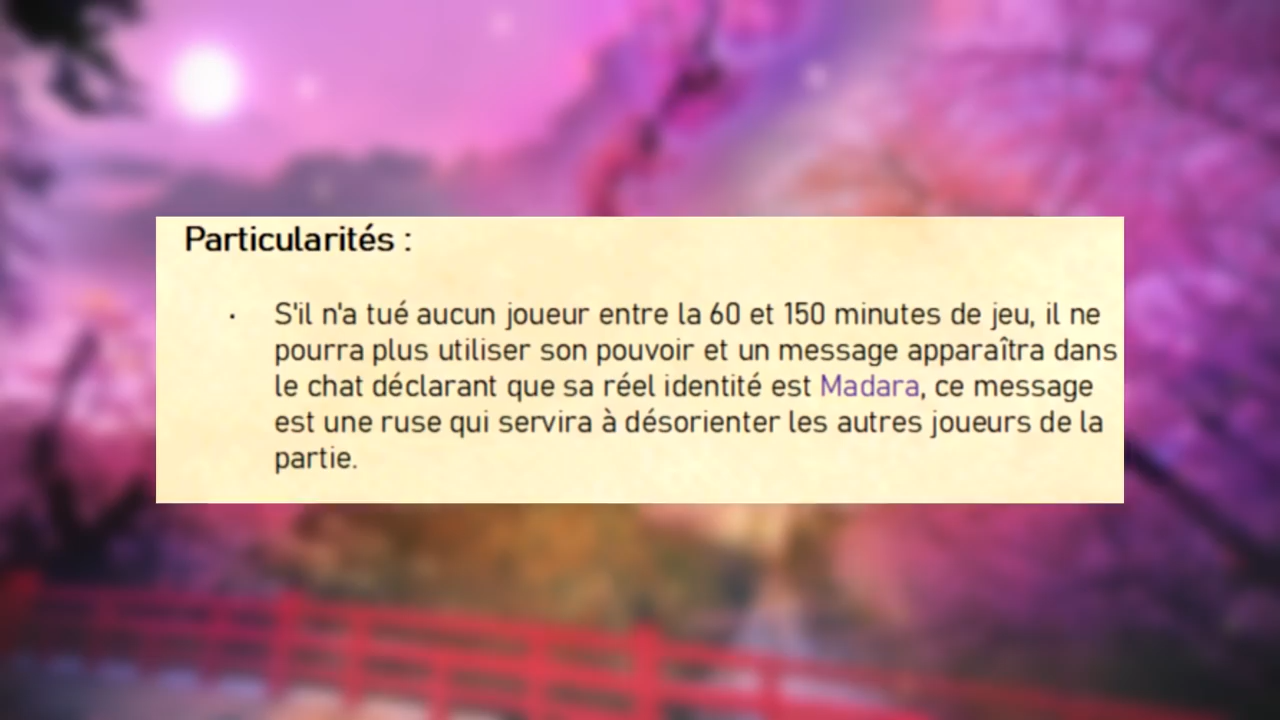 Particularités :
· S'il n'a tué aucun joueur entre la 60 et 150 minutes de jeu, il ne
pourra plus utiliser son pouvoir et un message apparaîtra dans
le chat déclarant que sa réel identité est Madara, ce message
est une ruse qui servira à désorienter les autres joueurs de la
partie.